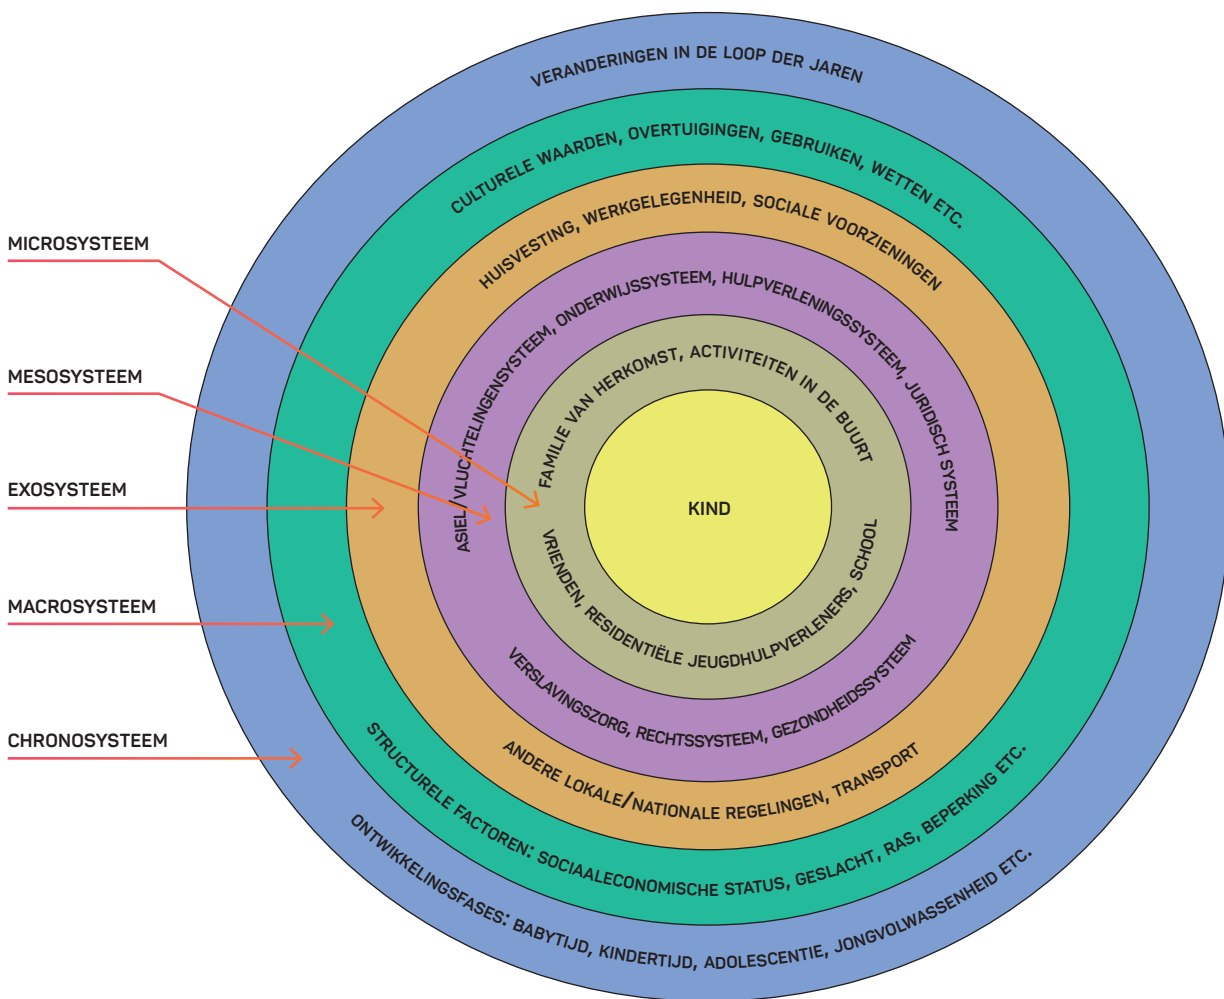 VERANDERINGEN IN DE LOOP DER JAREN
CULTURELE WAARDEN, OVERTUIGINGEN, GEBRUIKEN, WETTEN ETC.
HUISVESTING, WERKGELEGENHEID, SOCIALE VOORZIENINGEN
ASIEL/VLUCHTELINGENSYSTEEM, ONDERWIJSSYSTEEM, HULPVERLENINGSSYSTEEM, JURIDISCH SYSTEEM
FAMILIE VAN HERKOMST, ACTIVITEITEN IN DE BUURT
KIND
VRIENDEN, RESIDENTIËLE JEUGDHULPVERLENERS, SCHOOL
VERSLAVINGSZORG, RECHTSSYSTEEM, GEZONDHEIDSSYSTEEM
ANDERE LOKALE/NATIONALE REGELINGEN, TRANSPORT
STRUCTURELE FACTOREN: SOCIAALECONOMISCHE STATUS, GESLACHT, RAS, BEPERKING ETC.
ONTWIKKELINGSFASES: BABYTIJD, KINDERTIJD, ADOLESCENTIE, JONGVOLWASSENHEID ETC.
MICROSYSTEEM
MESOSYSTEEM
EXOSYSTEEM
MACROSYSTEEM
CHRONOSYSTEEM